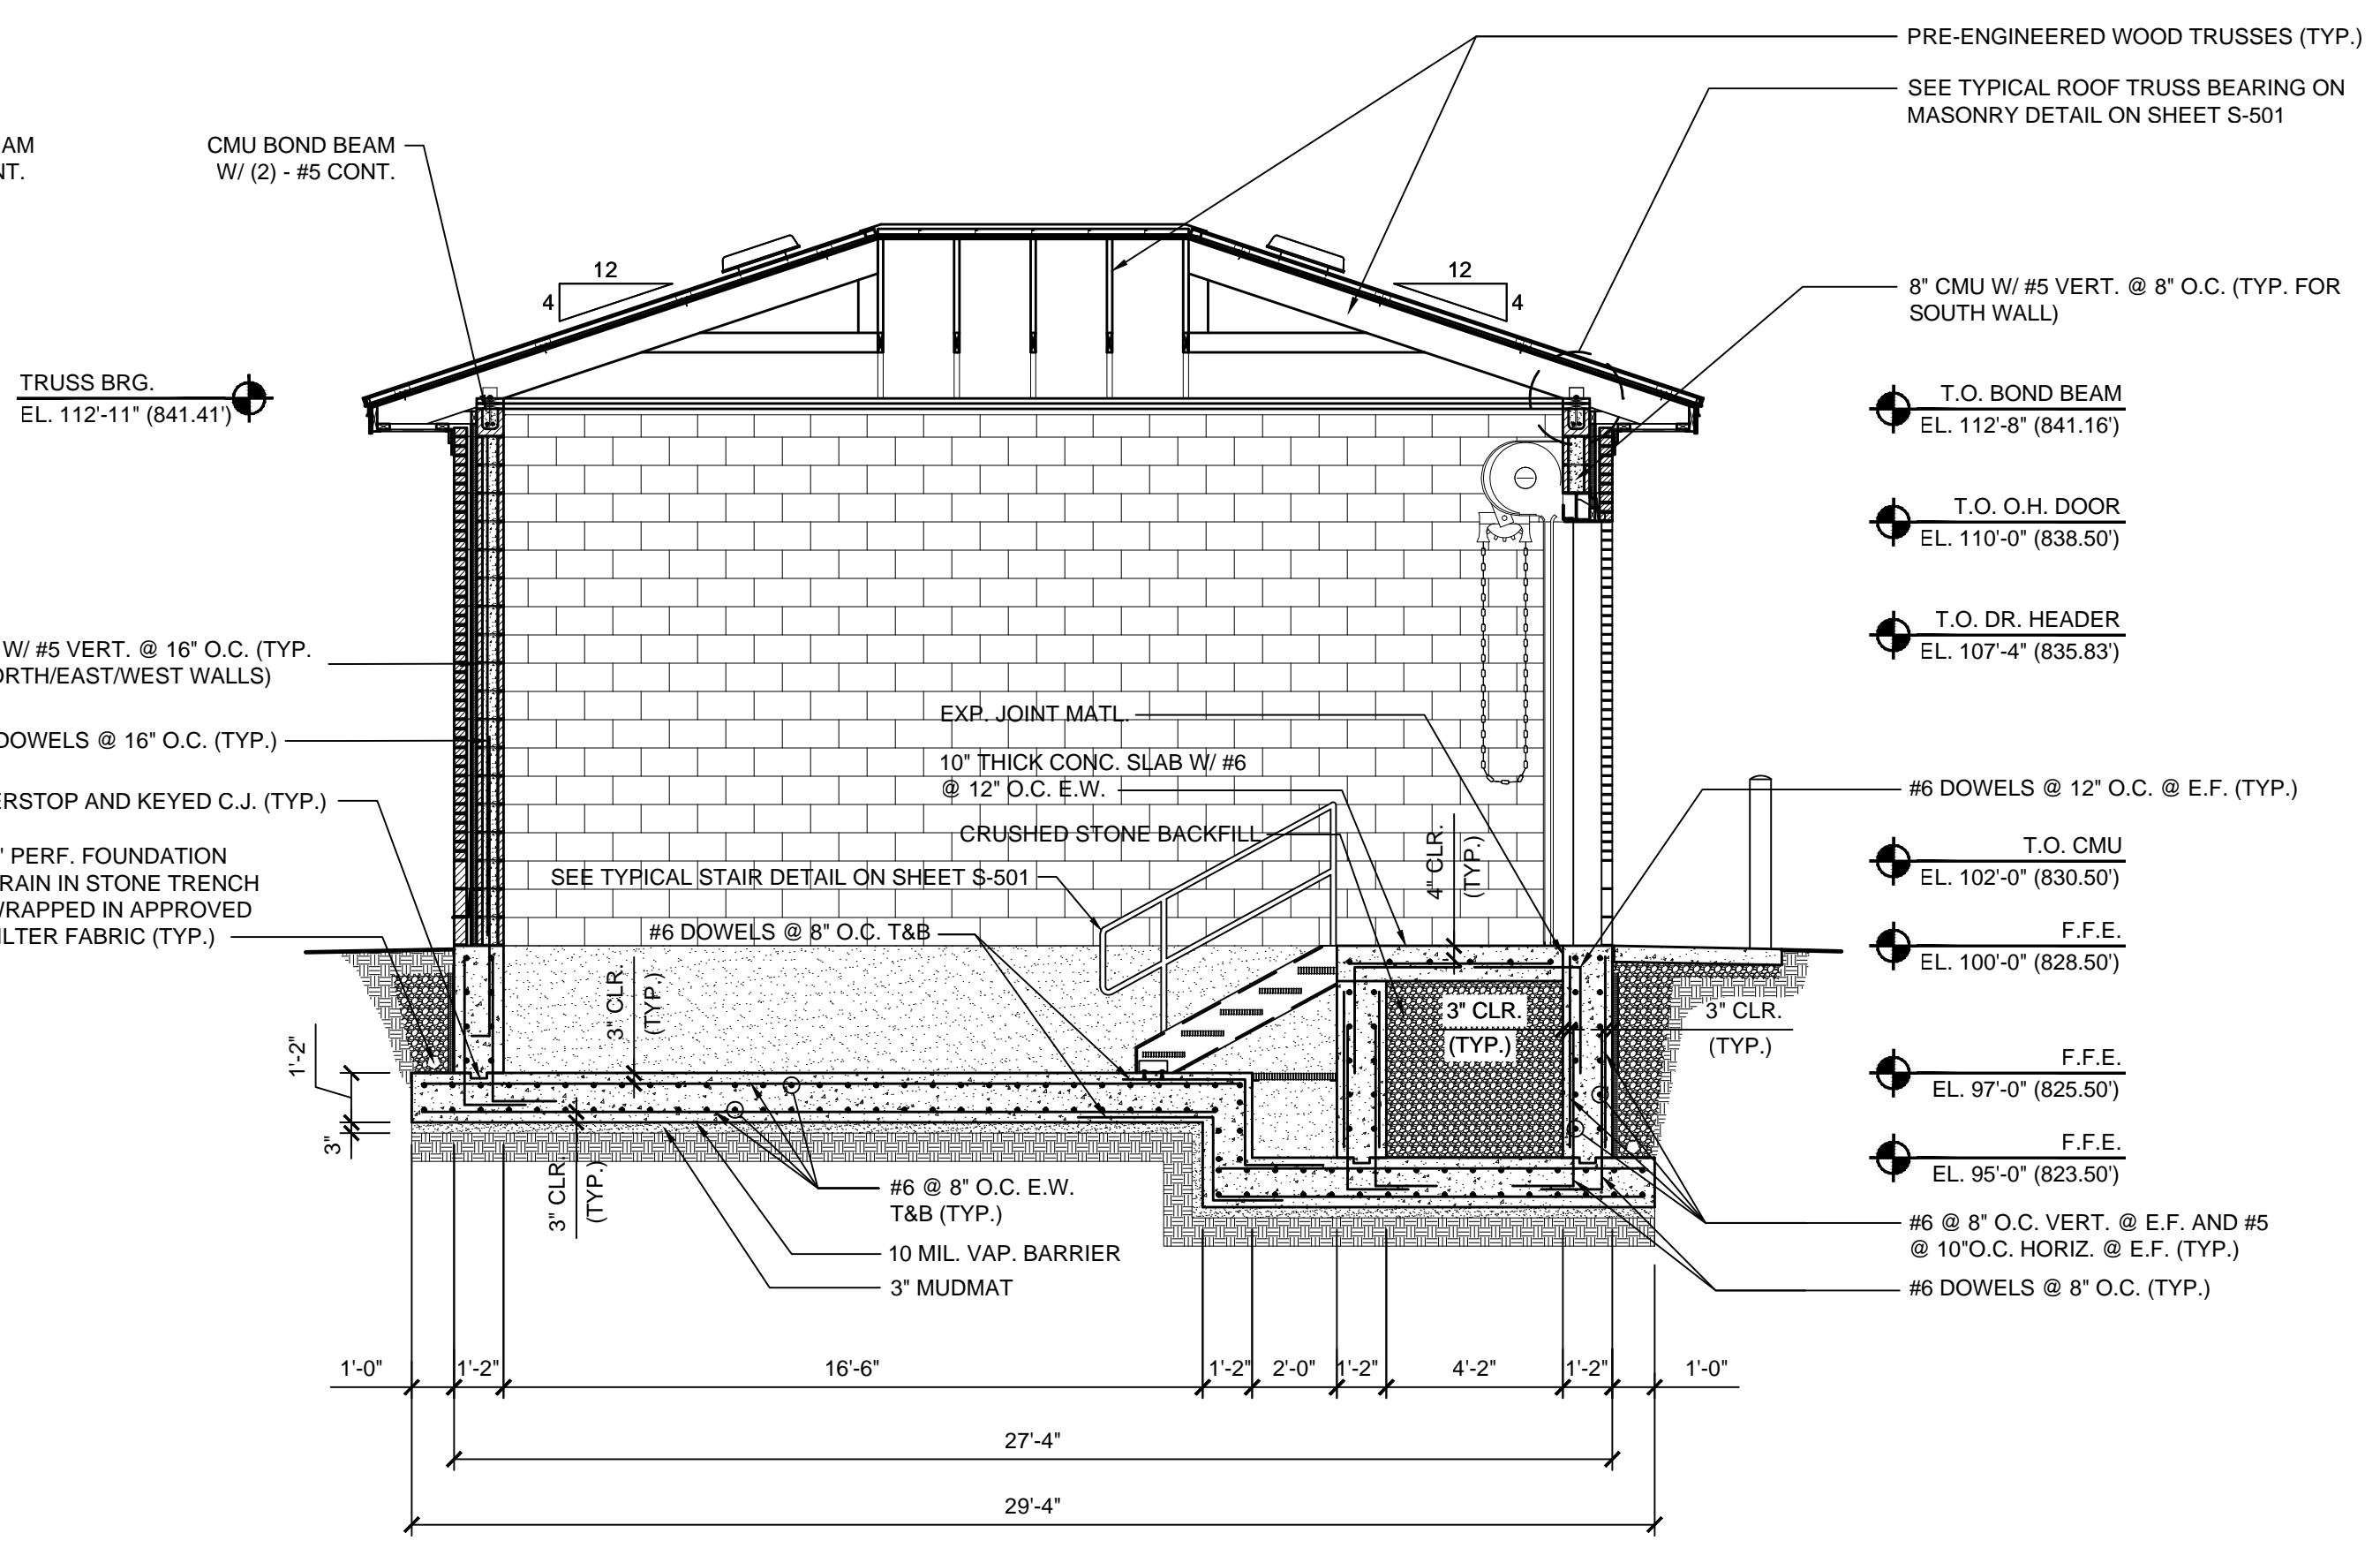 PRE-ENGINEERED WOOD TRUSSES (TYP.)
SEE TYPICAL ROOF TRUSS BEARING ON
MASONRY DETAIL ON SHEET S-501
AM
NT.
CMU BOND BEAM
W/ (2) - #5 CONT.
12
4
12
4
8" CMU W/ #5 VERT. @ 8" O.C. (TYP. FOR
SOUTH WALL)
TRUSS BRG.
EL. 112'-11" (841.41')
T.O. BOND BEAM
EL. 112'-8" (841.16')
T.O. O.H. DOOR
EL. 110'-0" (838.50')
T.O. DR. HEADER
EL. 107'-4" (835.83')
W/ #5 VERT. @ 16" O.C. (TYP.
ORTH/EAST/WEST WALLS)
DOWELS @ 16" O.C. (TYP.)
ERSTOP AND KEYED C.J. (TYP.)
" PERF. FOUNDATION
RAIN IN STONE TRENCH
WRAPPED IN APPROVED
ILTER FABRIC (TYP.)
EXP. JOINT MATL.
10" THICK CONC. SLAB W/ #6
@ 12" O.C. E.W.
CRUSHED STONE BACKFILL
SEE TYPICAL STAIR DETAIL ON SHEET S-501
#6 DOWELS @ 8" O.C. T&B
4" CLR.
(TYP.)
#6 DOWELS @ 12" O.C. @ E.F. (TYP.)
T.O. CMU
EL. 102'-0" (830.50')
F.F.E.
EL. 100'-0" (828.50')
3" CLR.
(TYP.)
3" CLR.
(TYP.)
3" CLR.
(TYP.)
F.F.E.
EL. 97'-0" (825.50')
F.F.E.
EL. 95'-0" (823.50')
1'-2"
3"
3" CLR.
(TYP.)
#6 @ 8" O.C. E.W.
T&B (TYP.)
10 MIL. VAP. BARRIER
3" MUDMAT
#6 @ 8" O.C. VERT. @ E.F. AND #5
@ 10"O.C. HORIZ. @ E.F. (TYP.)
#6 DOWELS @ 8" O.C. (TYP.)
1'-0" 1'-2" 16'-6" 1'-2" 2'-0" 1'-2" 4'-2" 1'-2" 1'-0"
27'-4"
29'-4"